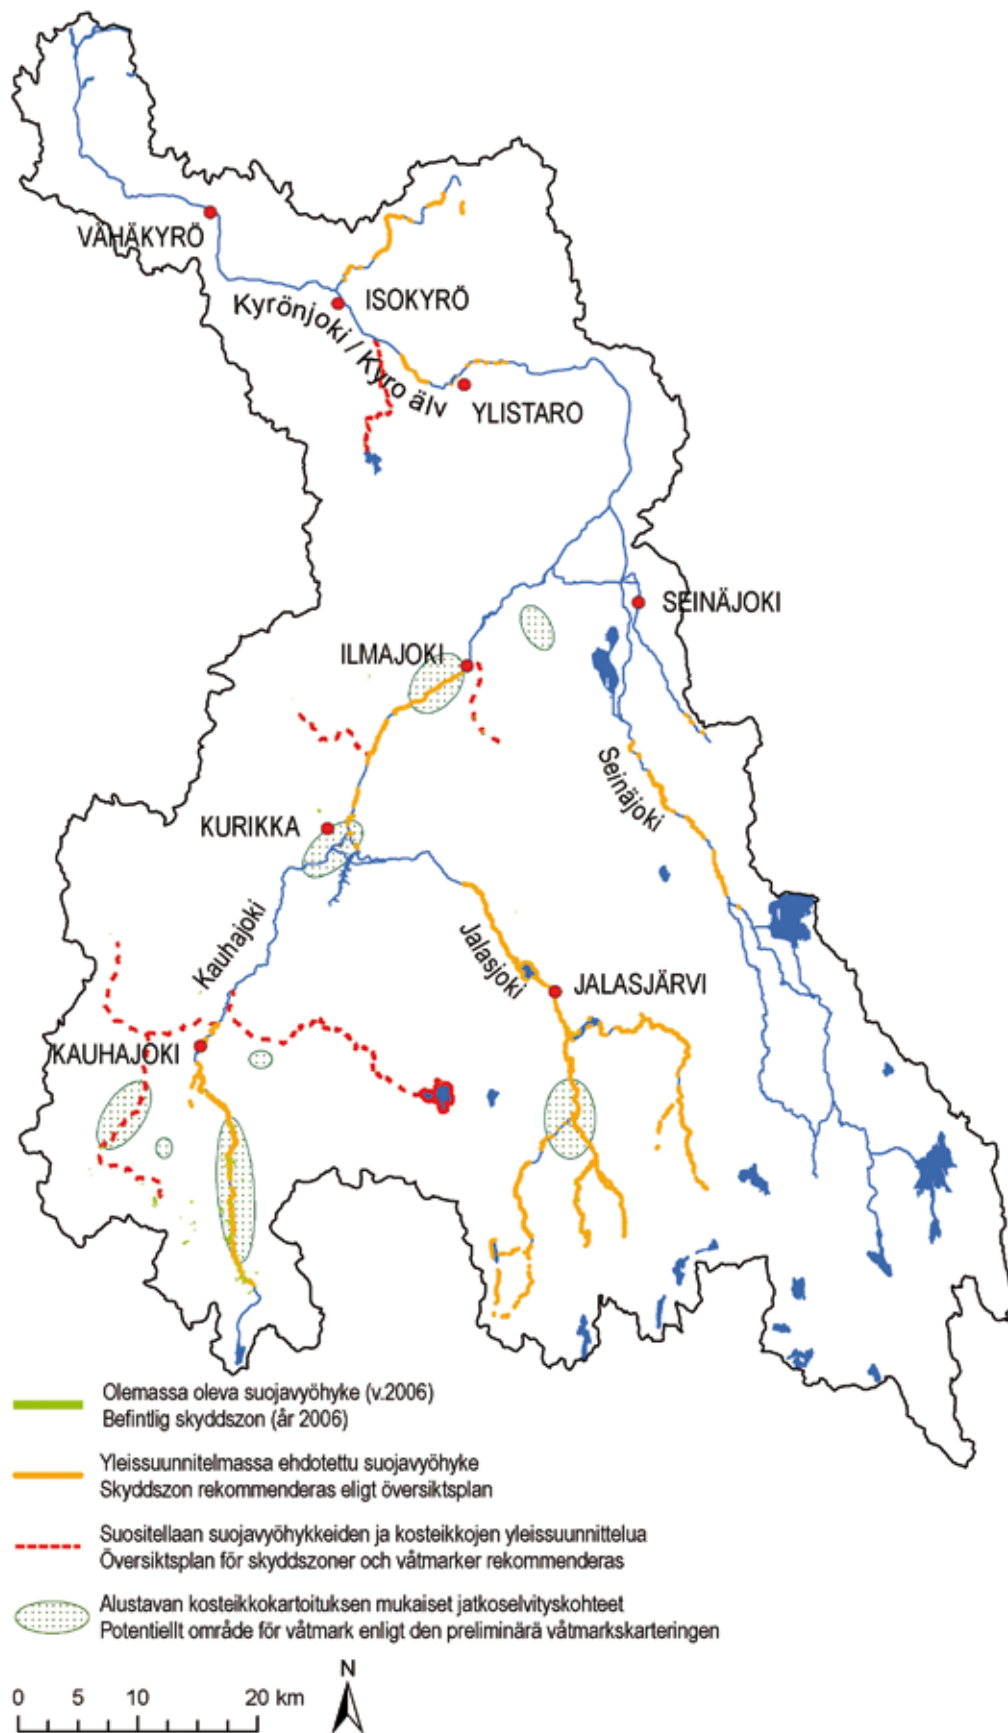 VÄHÄKYRÖ
ISOKYRÖ
Kyrönjoki / Kyro älv
YLISTARO
SEINÄJOKI
ILMAJOKI
Seinäjoki
KURIKKA
Kauhajoki
Jalasjoki
JALASJÄRVI
KAUHAJOKI
Olemassa oleva suojavyöhyke (v.2006)
Befintlig skyddszon (år 2006)
Yleissuunnitelmassa ehdotettu suojavyöhyke
Skyddszon rekommenderas eligt översiktsplan
Suositellaan suojavyöhykkeiden ja kosteikkojen yleissuunnittelua
Översiktsplan för skyddszoner och våtmarker rekommenderas
Alustavan kosteikkokartoituksen mukaiset jatkoselvityskohteet
Potentiellt område för våtmark enligt den preliminärä våtmarkskarteringen
N
0 5 10 20 km